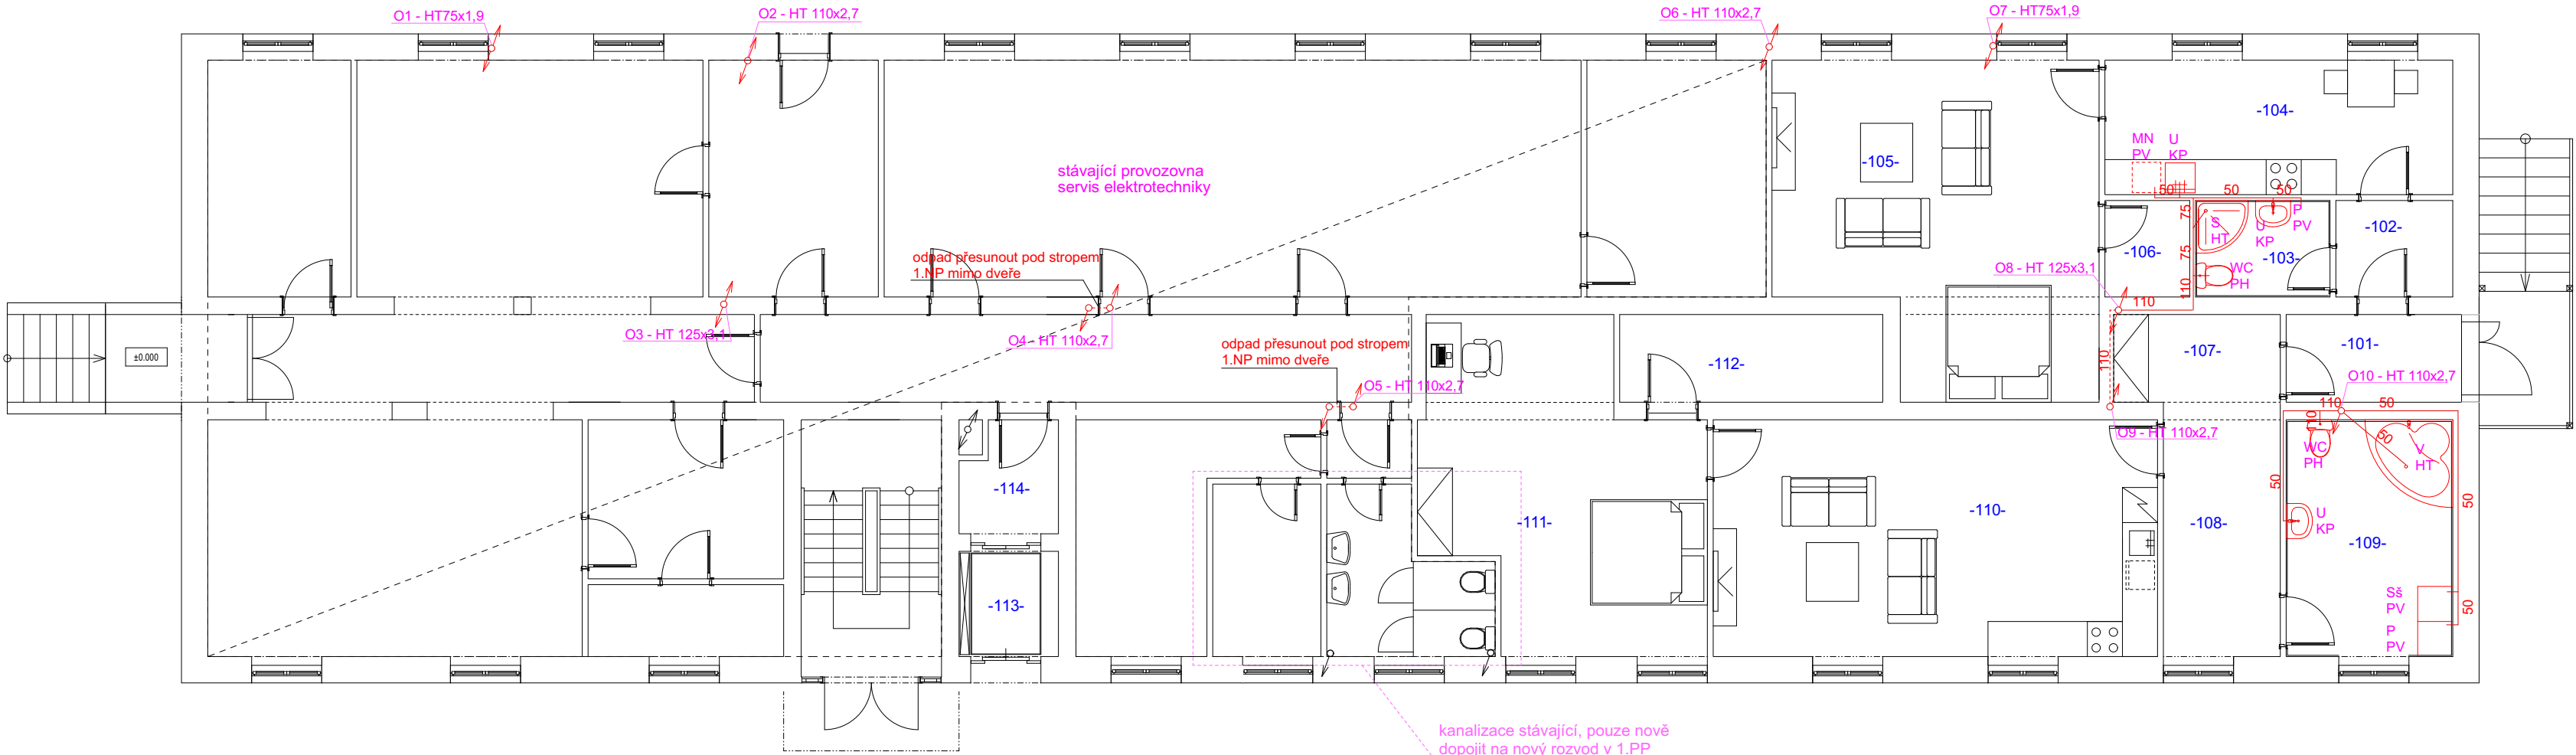 O1 - HT75x1,9
O2 - HT 110x2,7
O6 - HT 110x2,7
O7 - HT75x1,9
-104-
MN
PV
U
KP
stávající provozovna
servis elektrotechniky
-105-
50
50
50
75
Š
HT
U
KP
P
PV
-102-
-106-
75
-103-
odpad přesunout pod stropem
1.NP mimo dveře
O8 - HT 125x3,1
WC
PH
110
110
O3 - HT 125x3,1
O4 - HT 110x2,7
±0.000
odpad přesunout pod stropem
1.NP mimo dveře
-112-
110
-107-
-101-
O5 - HT 110x2,7
O10 - HT 110x2,7
110
50
110
O9 - HT 110x2,7
50
WC
PH
V
HT
-114-
50
50
-111-
-110-
-108-
U
KP
-109-
-113-
Sš
PV
50
P
PV
kanalizace stávající, pouze nově
dopojit na nový rozvod v 1.PP